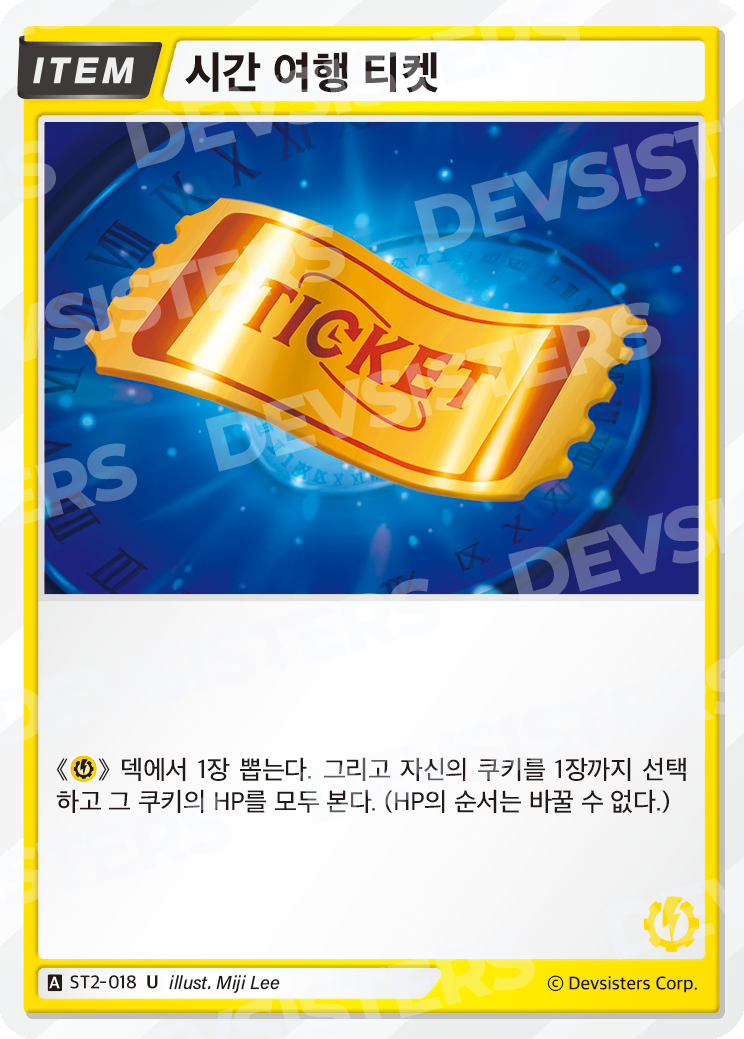 ITEM
시간 여행 티켓
TICKET
《 》 덱에서 1장 뽑는다. 그리고 자신의 쿠키를 1장까지 선택
하고 그 쿠키의 HP를 모두 본다. (HP의 순서는 바꿀 수 없다.)
A ST2-018 U illust. Miji Lee
© Devsisters Corp.
DEVSISTERS